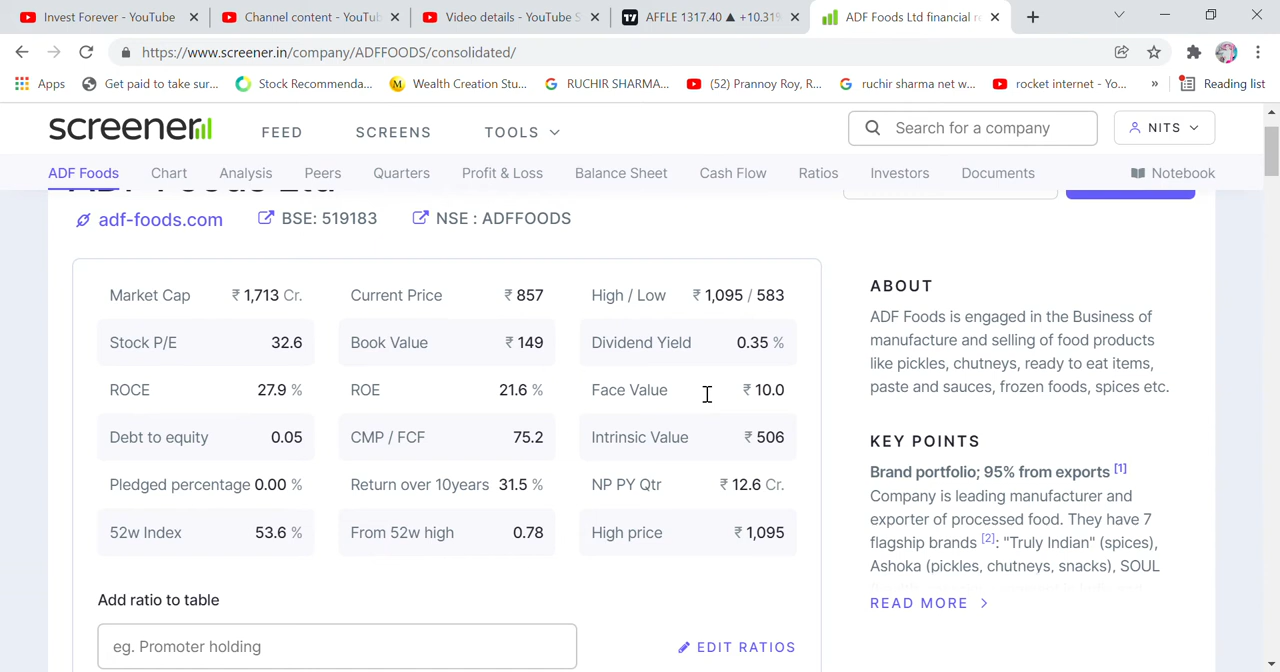 Invest Forever - YouTube
Channel content - YouTub
Video details - YouTube S
AFFLE 1317.40 ▲ +10.31%
ADF Foods Ltd financial r
https://www.screener.in/company/ADFFOODS/consolidated/
Apps
Get paid to take sur...
Stock Recommenda...
Wealth Creation Stu...
RUCHIR SHARMA...
(52) Prannoy Roy, R...
ruchir sharma net w...
rocket internet - Yo...
»
Reading list
screener
FEED
SCREENS
TOOLS
Search for a company
NITS
ADF Foods
Chart
Analysis
Peers
Quarters
Profit & Loss
Balance Sheet
Cash Flow
Ratios
Investors
Documents
Notebook
ADF Foods Ltd
adf-foods.com
BSE: 519183
NSE : ADFFOODS
Market Cap ₹ 1,713 Cr.
Current Price ₹ 857
High / Low ₹ 1,095 / 583
Stock P/E 32.6
Book Value ₹ 149
Dividend Yield 0.35 %
ROCE 27.9 %
ROE 21.6 %
Face Value ₹ 10.0
Debt to equity 0.05
CMP / FCF 75.2
Intrinsic Value ₹ 506
Pledged percentage 0.00 %
Return over 10years 31.5 %
NP PY Qtr ₹ 12.6 Cr.
52w Index 53.6 %
From 52w high 0.78
High price ₹ 1,095
Add ratio to table
eg. Promoter holding
EDIT RATIOS
ABOUT
ADF Foods is engaged in the Business of
manufacture and selling of food products
like pickles, chutneys, ready to eat items,
paste and sauces, frozen foods, spices etc.
KEY POINTS
Brand portfolio; 95% from exports [1]
Company is leading manufacturer and
exporter of processed food. They have 7
flagship brands [2]: "Truly Indian" (spices),
Ashoka (pickles, chutneys, snacks), SOUL
READ MORE